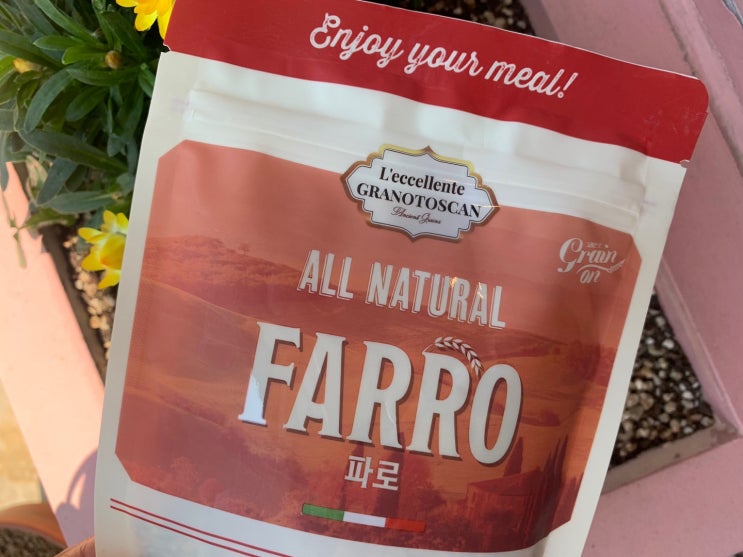 Enjoy your meal!
L'eccellente
GRANOTOSCAN
Ancient Grains
Grain
on
ALL NATURAL
FARRO
파로